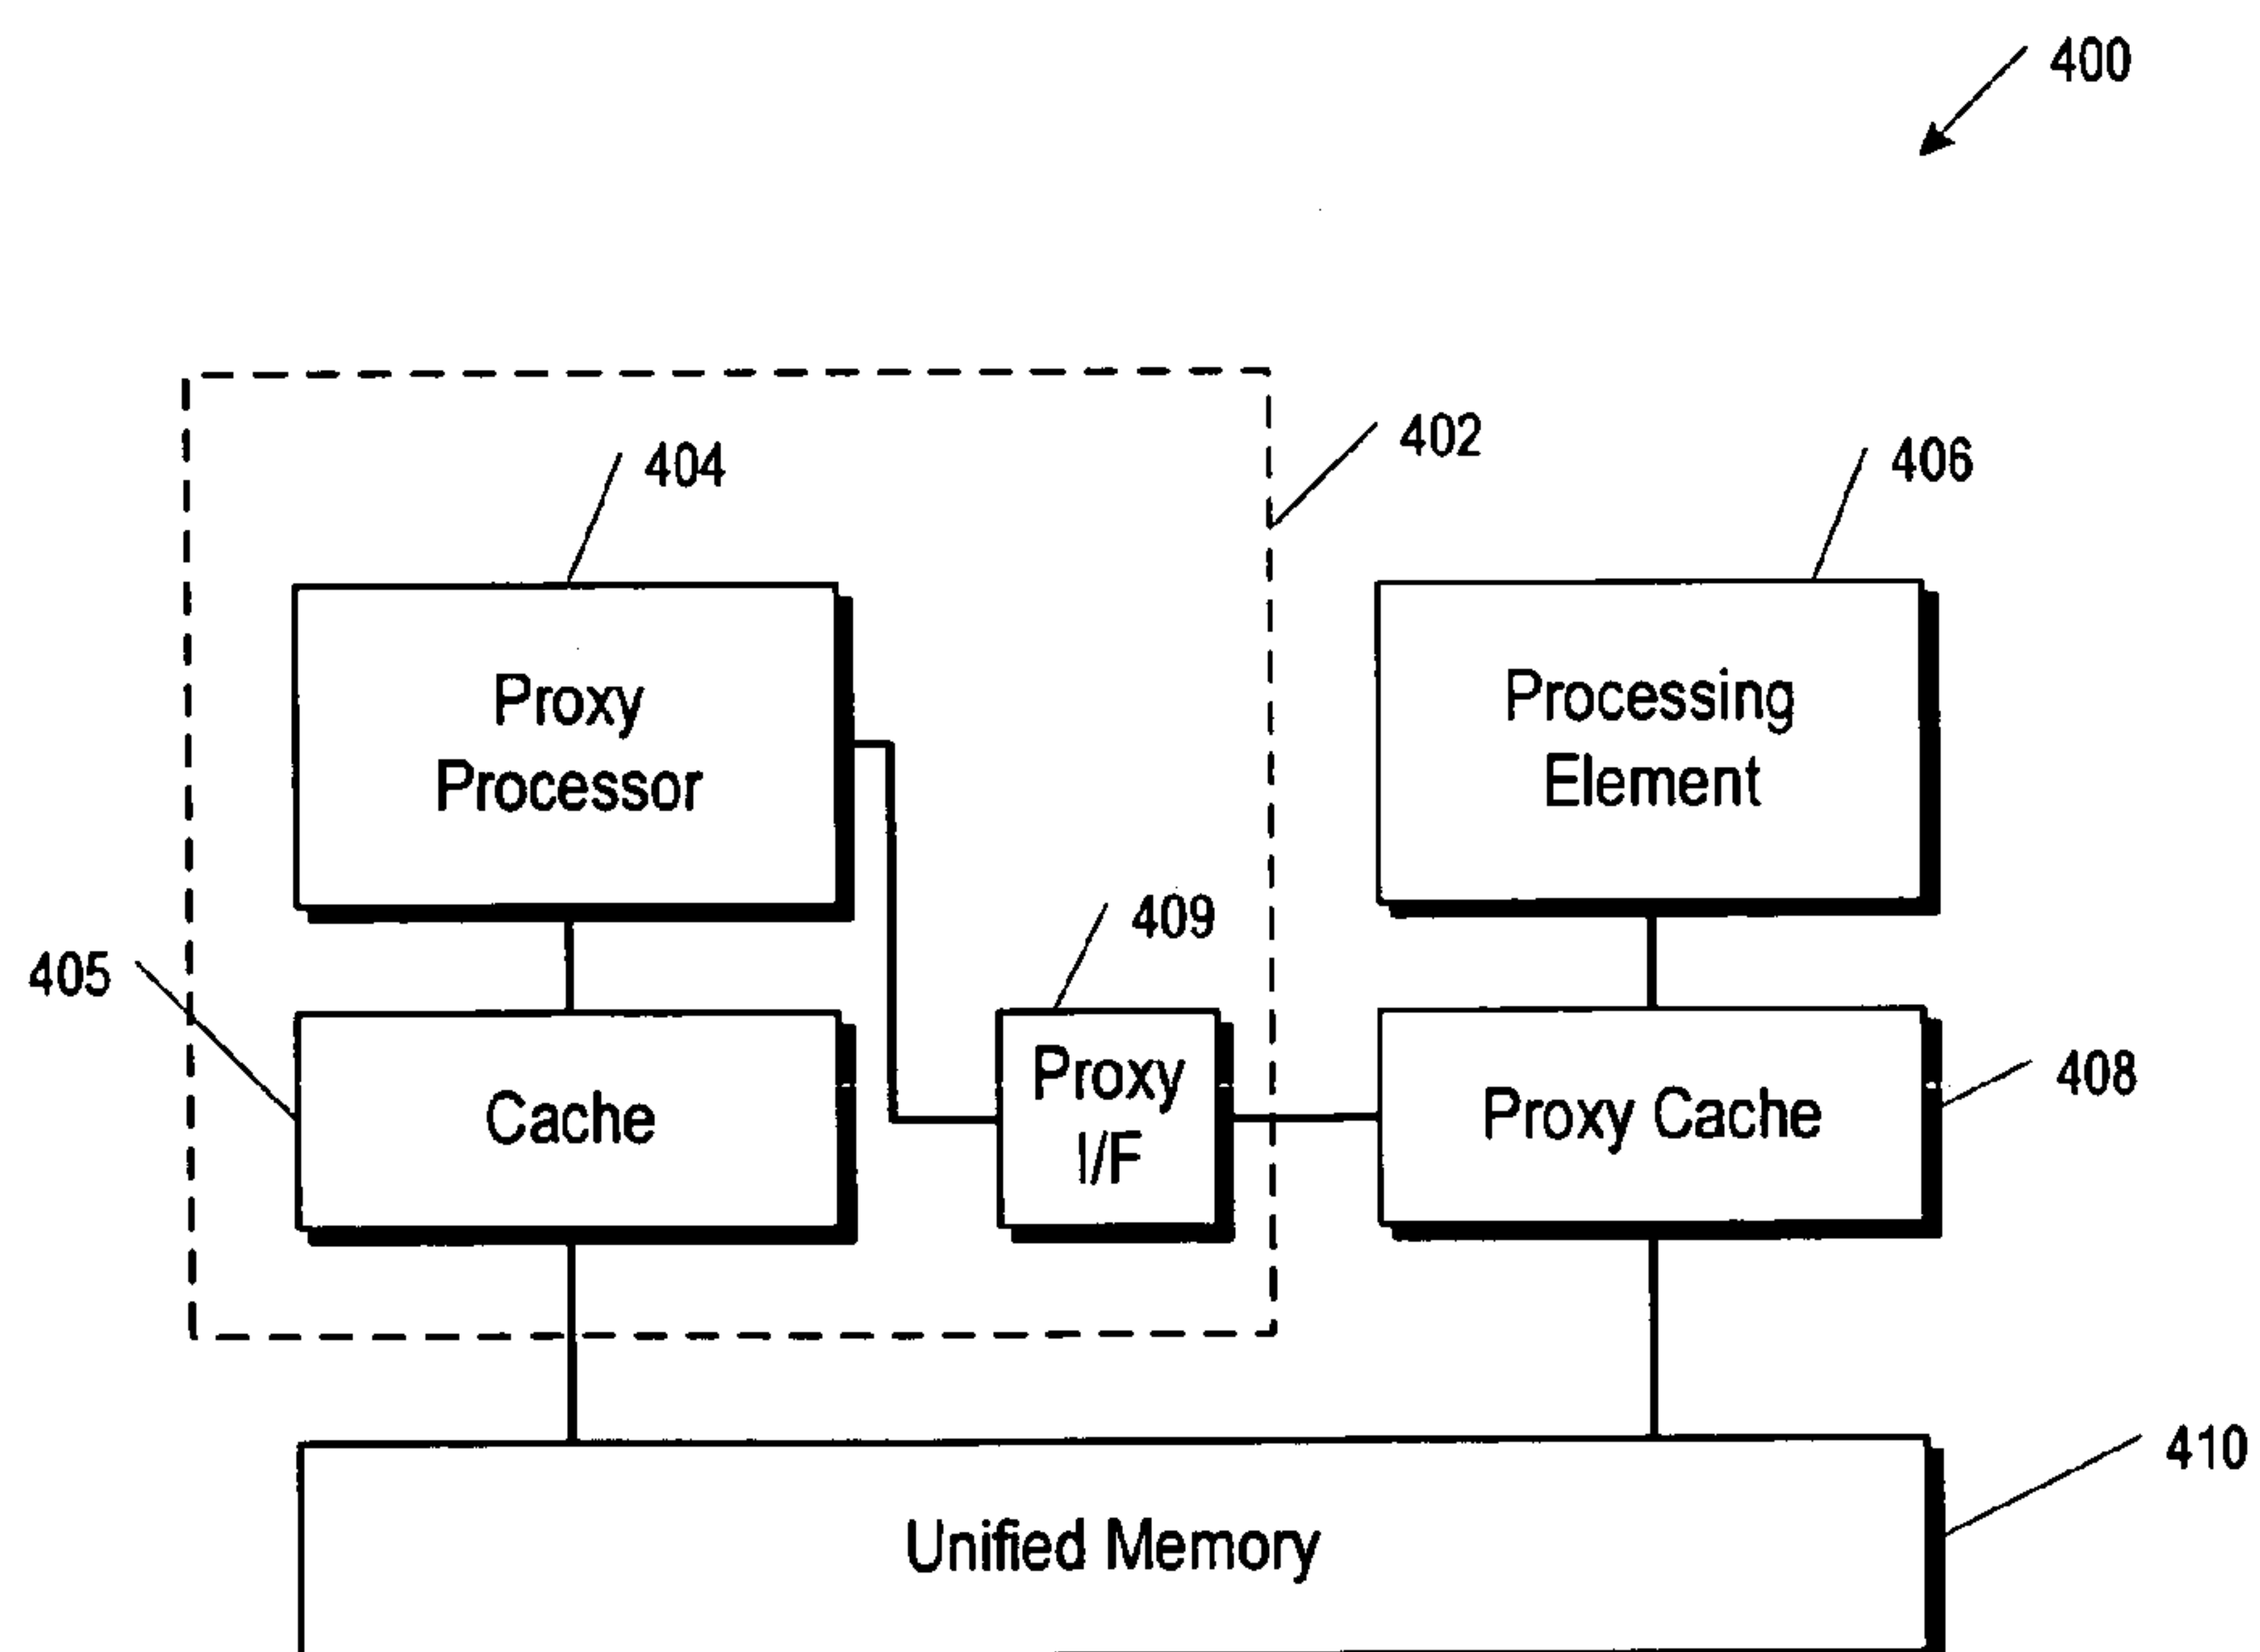 400
402
404
406
Proxy
Processor
Processing
Element
409
405
Proxy
I/F
Cache
Proxy Cache
408
410
Unified Memory